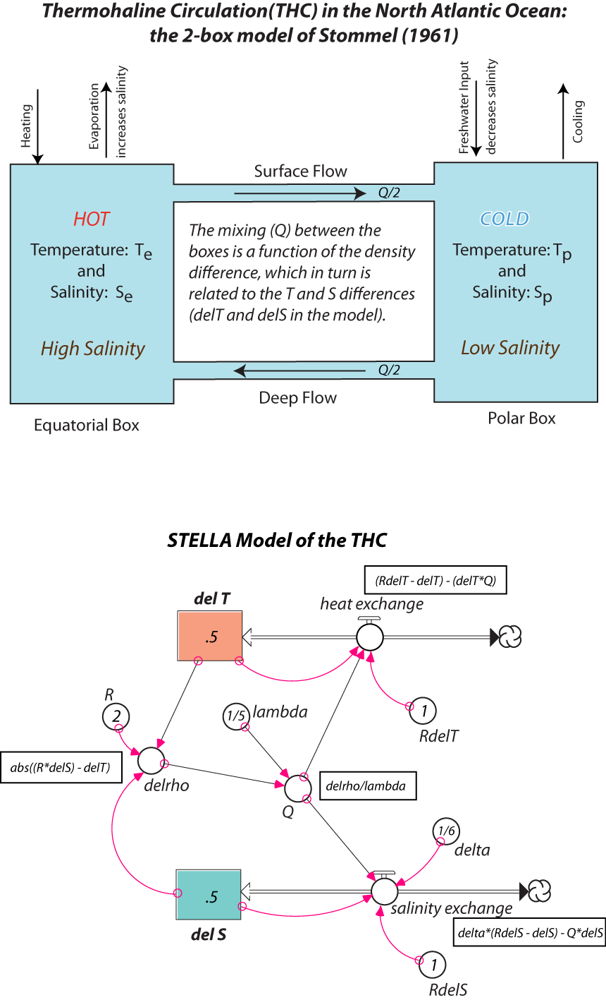 Thermohaline Circulation(THC) in the North Atlantic Ocean:
the 2-box model of Stommel (1961)
Heating
Evaporation
increases salinity
Freshwater Input
decreases salinity
Cooling
Surface Flow
Q/2
HOT
Temperature: Te
and
Salinity: Se
High Salinity
The mixing (Q) between the
boxes is a function of the density
difference, which in turn is
related to the T and S differences
(delT and delS in the model).
COLD
Temperature: Tp
and
Salinity: Sp
Low Salinity
Q/2
Deep Flow
Equatorial Box
Polar Box
STELLA Model of the THC
(RdelT - delT) - (delT*Q)
del T
heat exchange
.5
R
2
1/5
lambda
1
RdelT
abs((R*delS) - delT)
delrho
delrho/lambda
Q
1/6
delta
.5
salinity exchange
del S
delta*(RdelS - delS) - Q*delS
1
RdelS